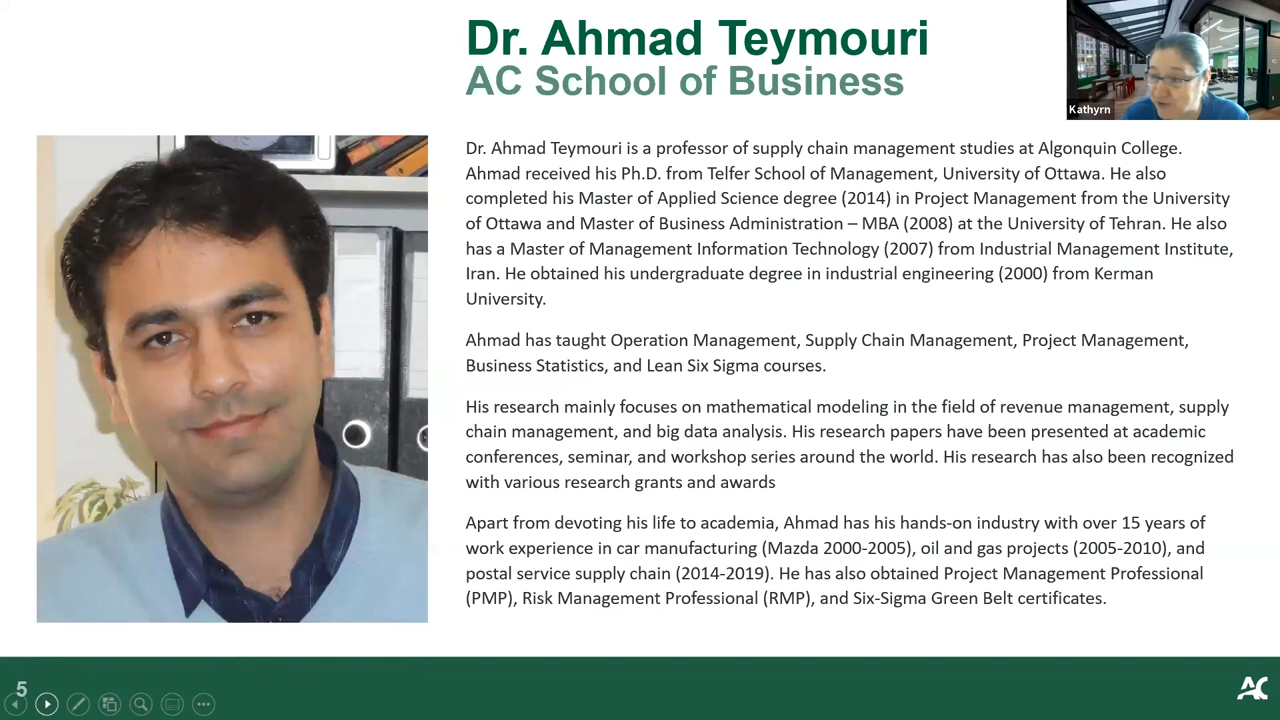 Dr. Ahmad Teymouri
AC School of Business
Kathyrn
Dr. Ahmad Teymouri is a professor of supply chain management studies at Algonquin College.
Ahmad received his Ph.D. from Telfer School of Management, University of Ottawa. He also
completed his Master of Applied Science degree (2014) in Project Management from the University
of Ottawa and Master of Business Administration – MBA (2008) at the University of Tehran. He also
has a Master of Management Information Technology (2007) from Industrial Management Institute,
Iran. He obtained his undergraduate degree in industrial engineering (2000) from Kerman
University.
Ahmad has taught Operation Management, Supply Chain Management, Project Management,
Business Statistics, and Lean Six Sigma courses.
His research mainly focuses on mathematical modeling in the field of revenue management, supply
chain management, and big data analysis. His research papers have been presented at academic
conferences, seminar, and workshop series around the world. His research has also been recognized
with various research grants and awards
Apart from devoting his life to academia, Ahmad has his hands-on industry with over 15 years of
work experience in car manufacturing (Mazda 2000-2005), oil and gas projects (2005-2010), and
postal service supply chain (2014-2019). He has also obtained Project Management Professional
(PMP), Risk Management Professional (RMP), and Six-Sigma Green Belt certificates.
5
AC